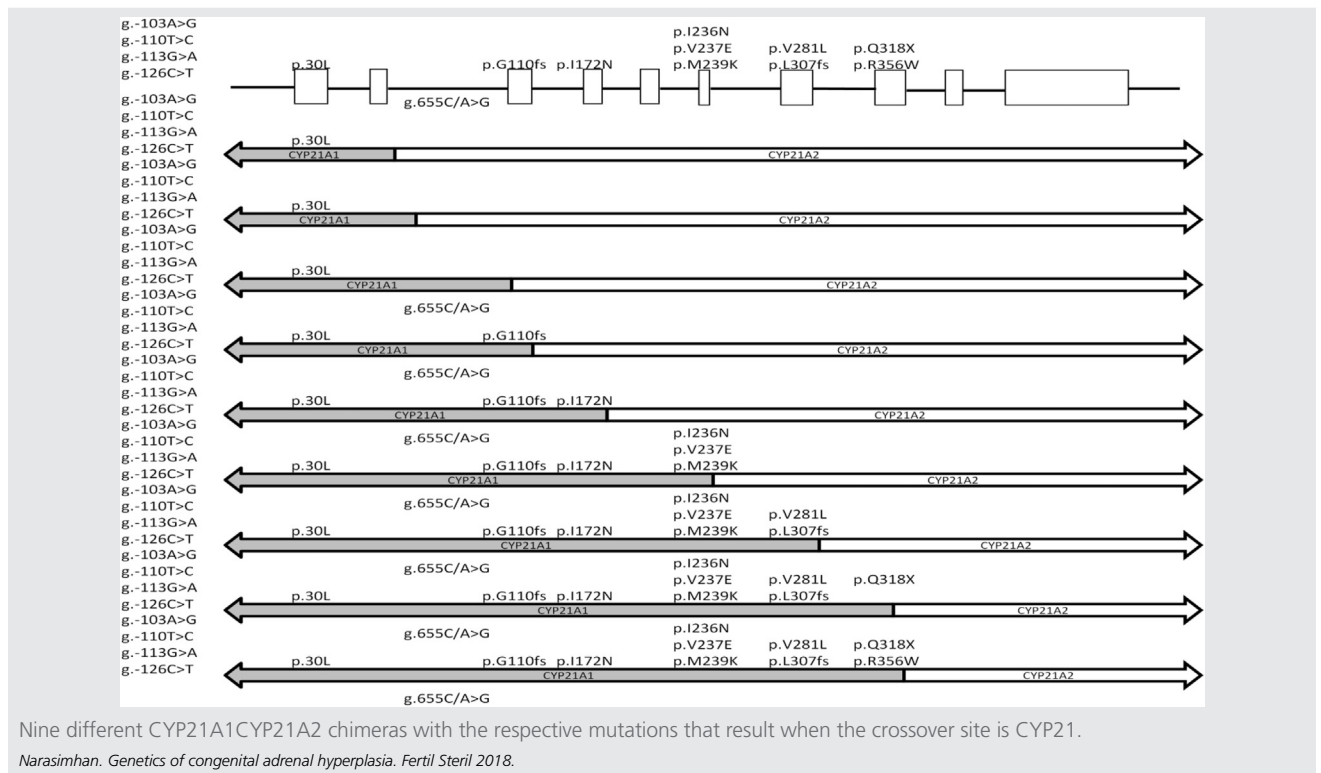 g.-103A>G
g.-110T>C p.I236N
g.-113G>A p.V237E p.V281L p.Q318X
g.-126C>T p.30L p.G110fs p.I172N p.M239K p.L307fs p.R356W
g.-103A>G g.655C/A>G
g.-110T>C
g.-113G>A p.30L
g.-126C>T CYP21A1 CYP21A2
g.-103A>G
g.-110T>C
g.-113G>A p.30L
g.-126C>T CYP21A1 CYP21A2
g.-103A>G
g.-110T>C
g.-113G>A p.30L
g.-126C>T CYP21A1 CYP21A2
g.-103A>G
g.-110T>C g.655C/A>G
g.-113G>A p.30L p.G110fs
g.-126C>T CYP21A1 CYP21A2
g.-103A>G
g.-110T>C g.655C/A>G
g.-113G>A p.30L p.G110fs p.I172N
g.-126C>T CYP21A1 CYP21A2
g.-103A>G p.I236N
g.-110T>C g.655C/A>G p.V237E
g.-113G>A p.30L p.G110fs p.I172N p.M239K
g.-126C>T CYP21A1 CYP21A2
g.-103A>G p.I236N
g.-110T>C g.655C/A>G p.V237E p.V281L
g.-113G>A p.30L p.G110fs p.I172N p.M239K p.L307fs
g.-126C>T CYP21A1 CYP21A2
g.-103A>G p.I236N
g.-110T>C g.655C/A>G p.V237E p.V281L p.Q318X
g.-113G>A p.30L p.G110fs p.I172N p.M239K p.L307fs
g.-126C>T CYP21A1 CYP21A2
g.-103A>G p.I236N
g.-110T>C g.655C/A>G p.V237E p.V281L p.Q318X
g.-113G>A p.30L p.G110fs p.I172N p.M239K p.L307fs p.R356W
g.-126C>T CYP21A1 CYP21A2
g.655C/A>G
Nine different CYP21A1CYP21A2 chimeras with the respective mutations that result when the crossover site is CYP21.
Narasimhan. Genetics of congenital adrenal hyperplasia. Fertil Steril 2018.